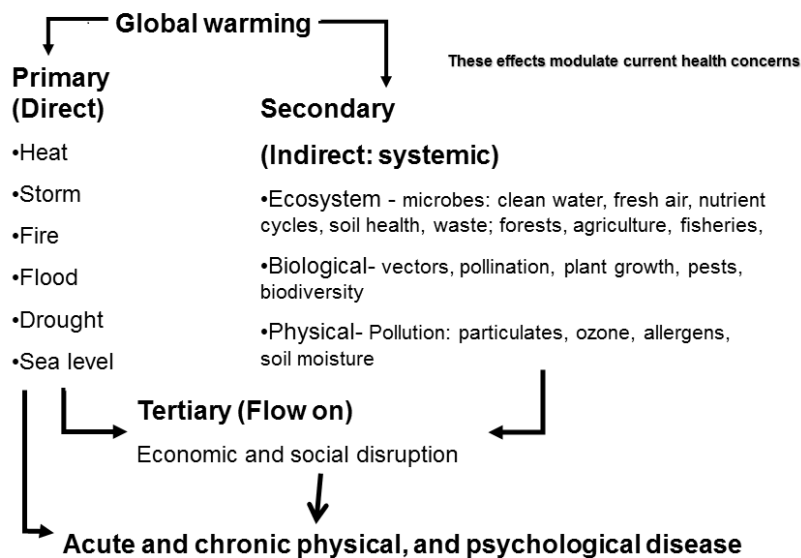 Global warming
These effects modulate current health concerns
Primary
(Direct)
•Heat
•Storm
•Fire
•Flood
•Drought
•Sea level
Secondary
(Indirect: systemic)
•Ecosystem - microbes: clean water, fresh air, nutrient
cycles, soil health, waste; forests, agriculture, fisheries,
•Biological- vectors, pollination, plant growth, pests,
biodiversity
•Physical- Pollution: particulates, ozone, allergens,
soil moisture
Tertiary (Flow on)
Economic and social disruption
Acute and chronic physical, and psychological disease